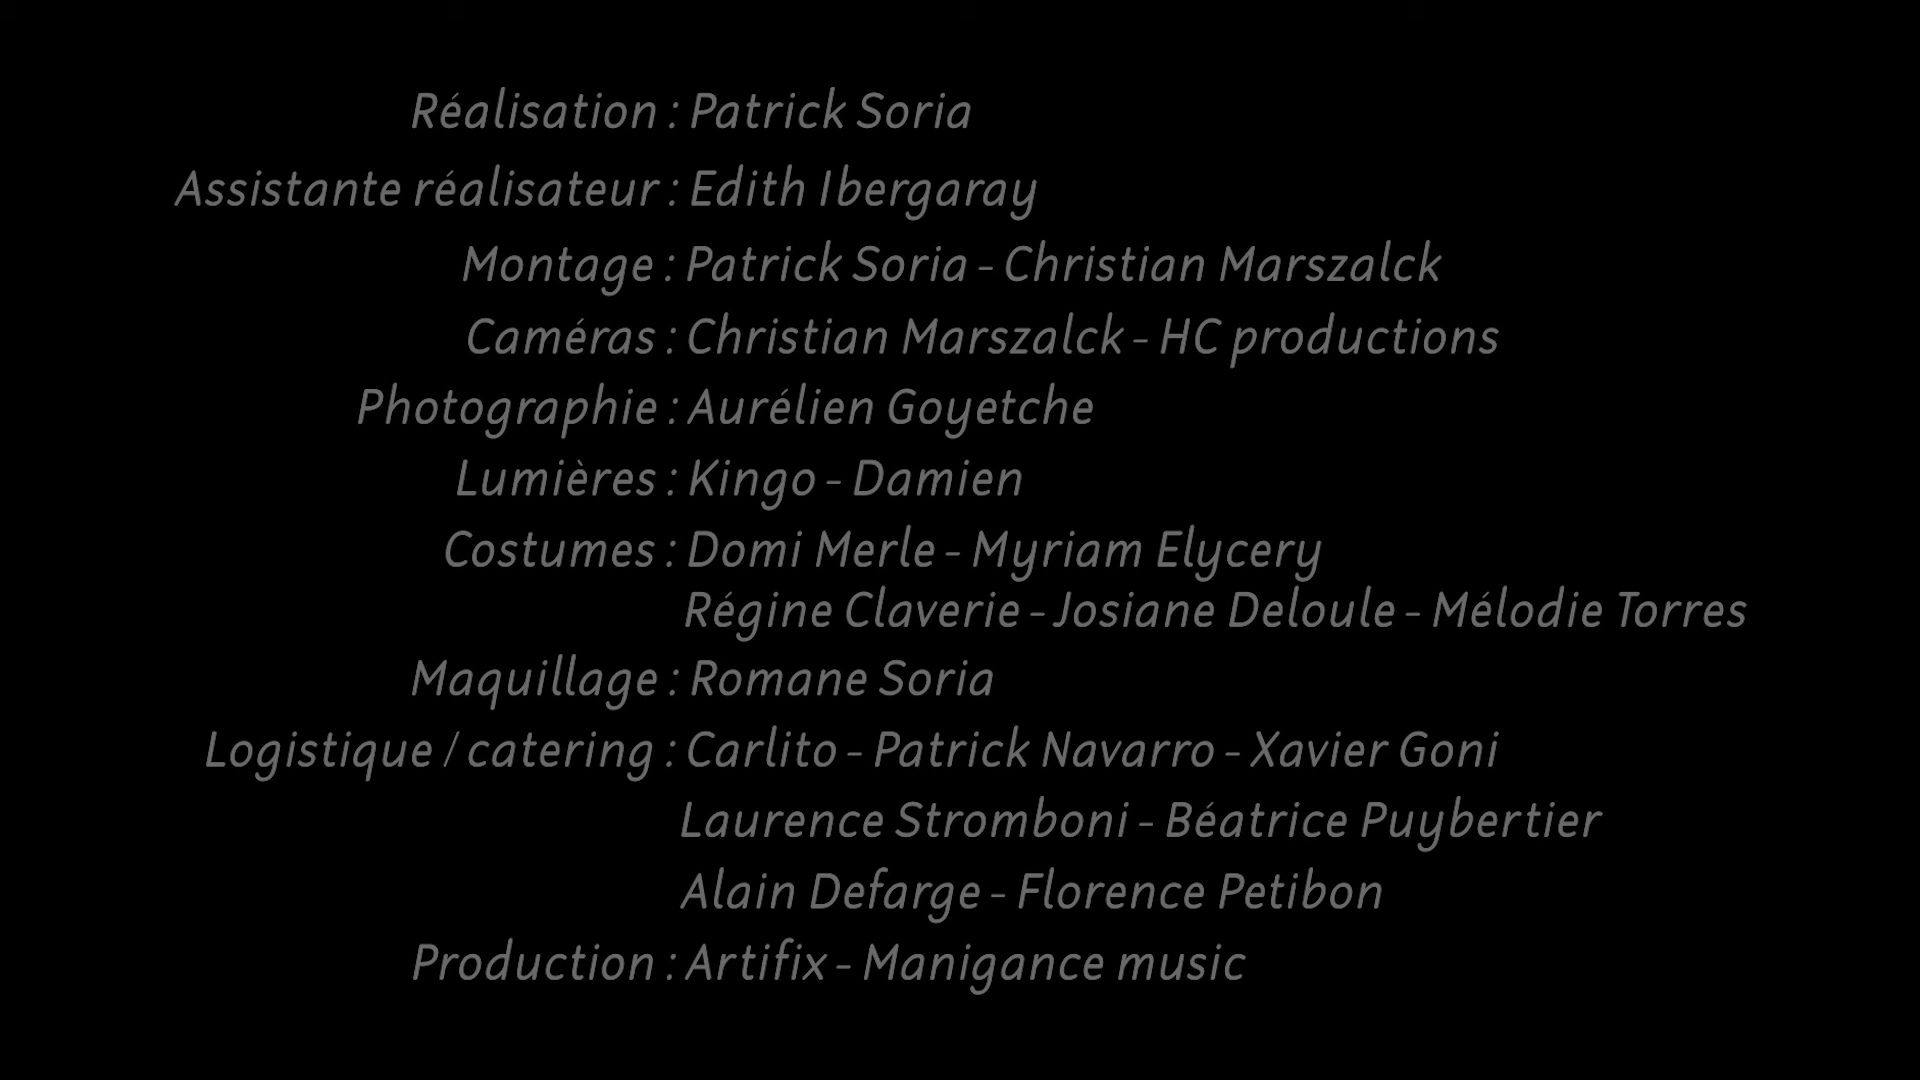 Réalisation : Patrick Soria
Assistante réalisateur : Edith Ibergaray
Montage : Patrick Soria - Christian Marszalck
Caméras : Christian Marszalck - HC productions
Photographie : Aurélien Goyetche
Lumières : Kingo - Damien
Costumes : Domi Merle - Myriam Elycery
Régine Claverie - Josiane Deloule - Mélodie Torres
Maquillage : Romane Soria
Logistique / catering : Carlito - Patrick Navarro - Xavier Goni
Laurence Stromboni - Béatrice Puybertier
Alain Defarge - Florence Petibon
Production : Artifix - Manigance music